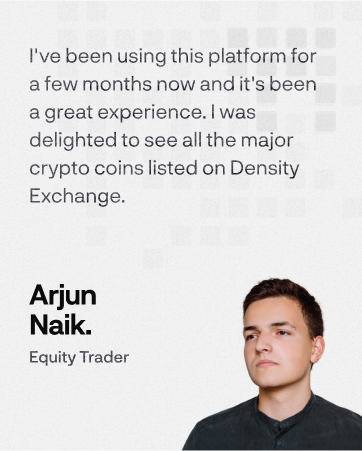 I've been using this platform for
a few months now and it's been
a great experience. I was
delighted to see all the major
crypto coins listed on Density
Exchange.
Arjun
Naik.
Equity Trader